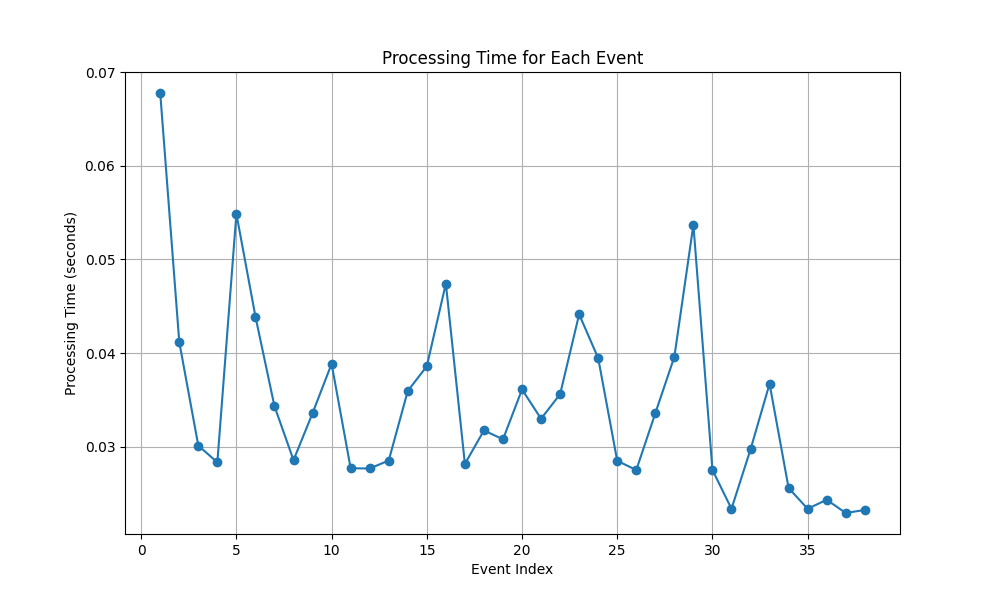 Processing Time for Each Event
0.07
0.06
0.05
0.04
0.03
Processing Time (seconds)
0 5 10 15 20 25 30 35
Event Index